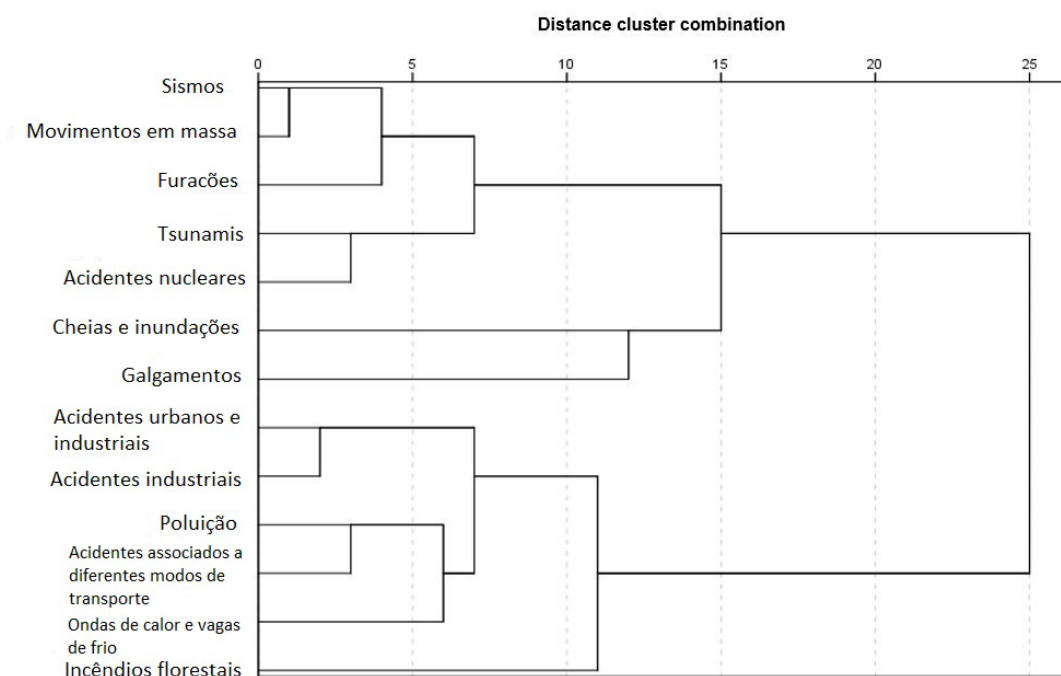 Distance cluster combination
0 5 10 15 20 25
Sismos
Movimentos em massa
Furacões
Tsunamis
Acidentes nucleares
Cheias e inundações
Galgamentos
Acidentes urbanos e
industriais
Acidentes industriais
Poluição
Acidentes associados a
diferentes modos de
transporte
Ondas de calor e vagas
de frio
Incêndios florestais